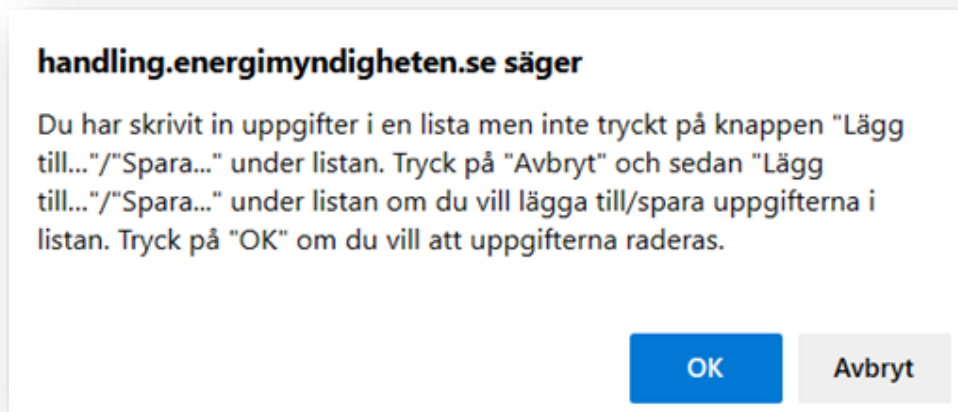 handling.energimyndigheten.se säger
Du har skrivit in uppgifter i en lista men inte tryckt på knappen "Lägg
till..."/"Spara..." under listan. Tryck på "Avbryt" och sedan "Lägg
till..."/"Spara..." under listan om du vill lägga till/spara uppgifterna i
listan. Tryck på "OK" om du vill att uppgifterna raderas.
OK
Avbryt